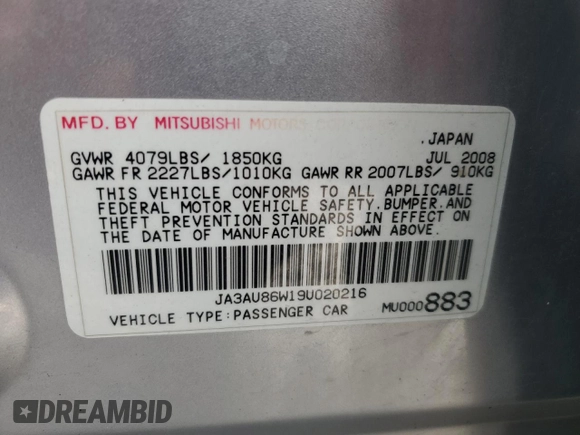 MFD. BY MITSUBISHI MOTORS
.JAPAN
GVWR 4079LBS/ 1850KG JUL 2008
GAWR FR 2227LBS/1010KG GAWR RR 2007LBS/ 910KG
THIS VEHICLE CONFORMS TO ALL APPLICABLE
FEDERAL MOTOR VEHICLE SAFETY,BUMPER,AND
THEFT PREVENTION STANDARDS IN EFFECT ON
THE DATE OF MANUFACTURE SHOWN ABOVE.
JA3AU86W19U020216
VEHICLE TYPE:PASSENGER CAR MU000883
DREAMBID